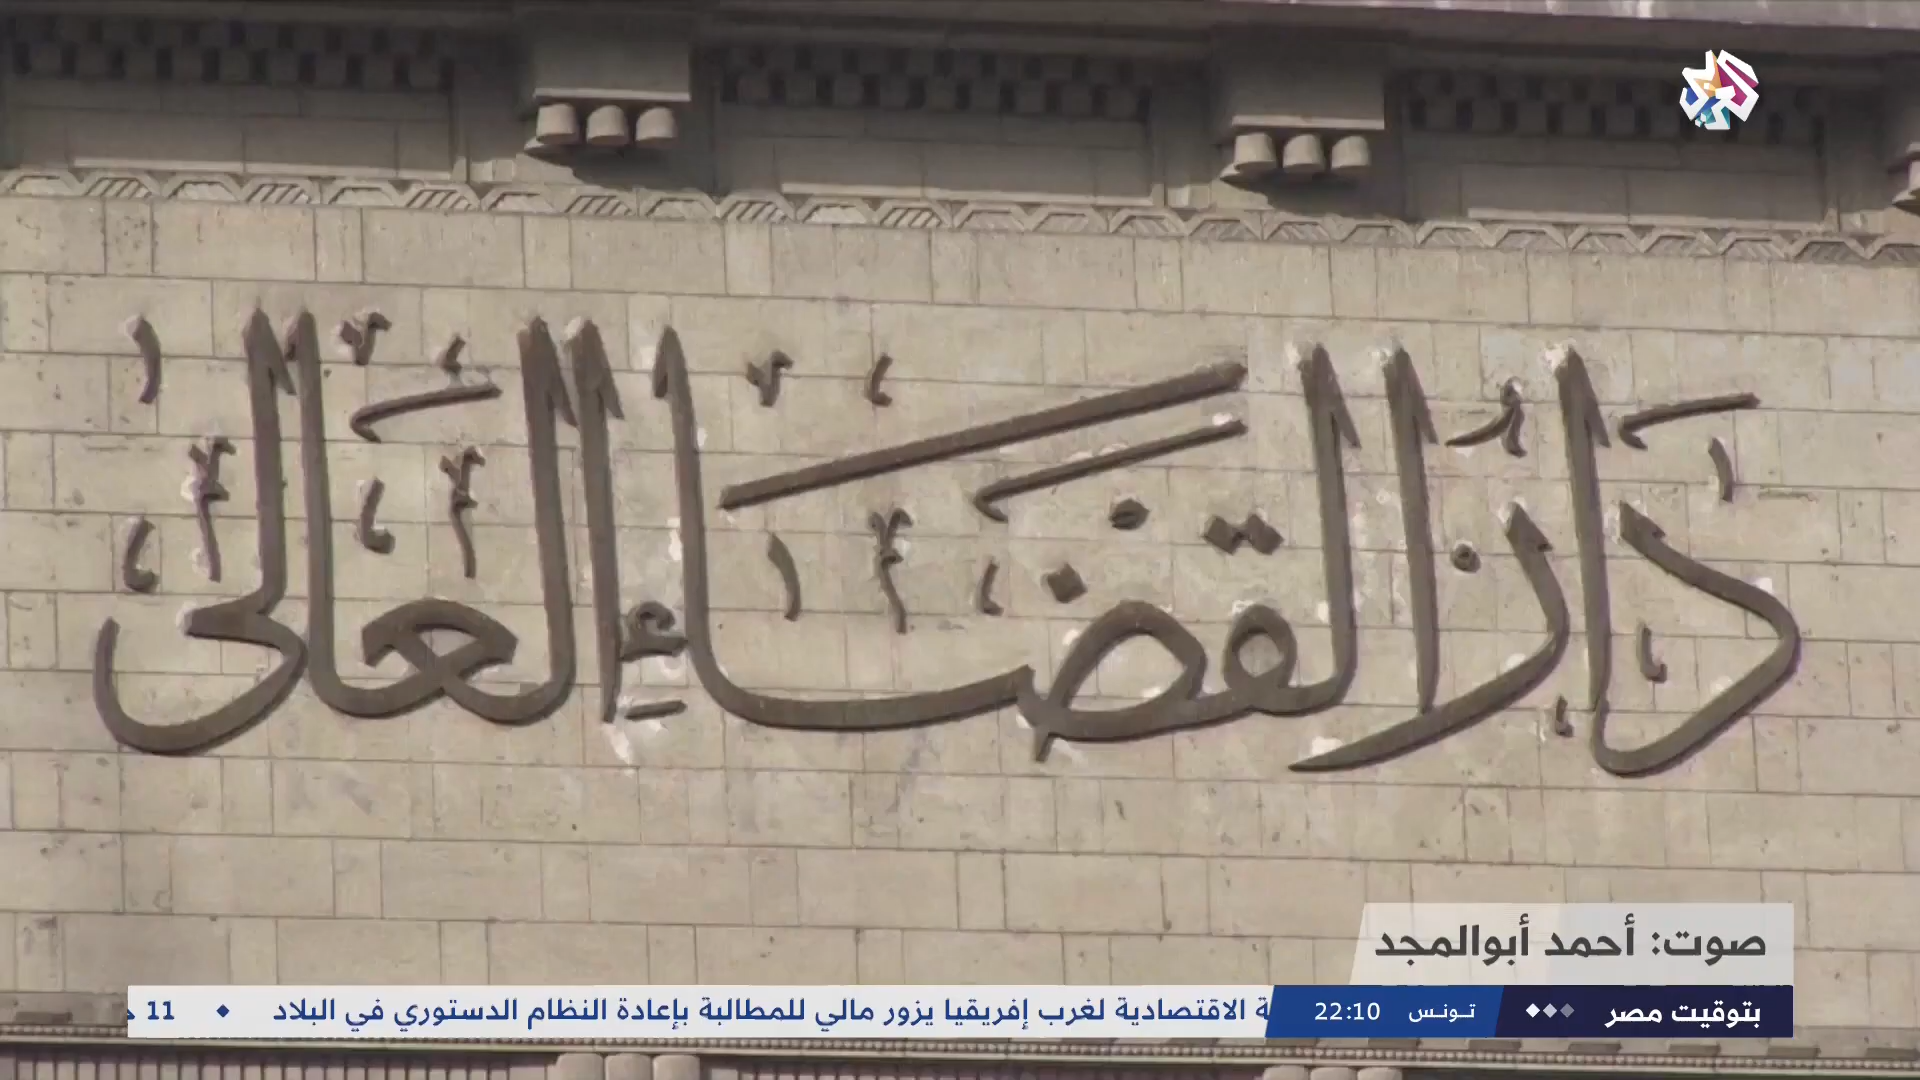 دار القضاء العالى
صوت: أحمد أبوالمجد
بتوقيت مصر تونس 22:10
ة الاقتصادية لغرب إفريقيا يزور مالي للمطالبة بإعادة النظام الدستوري في البلاد ◆ 11